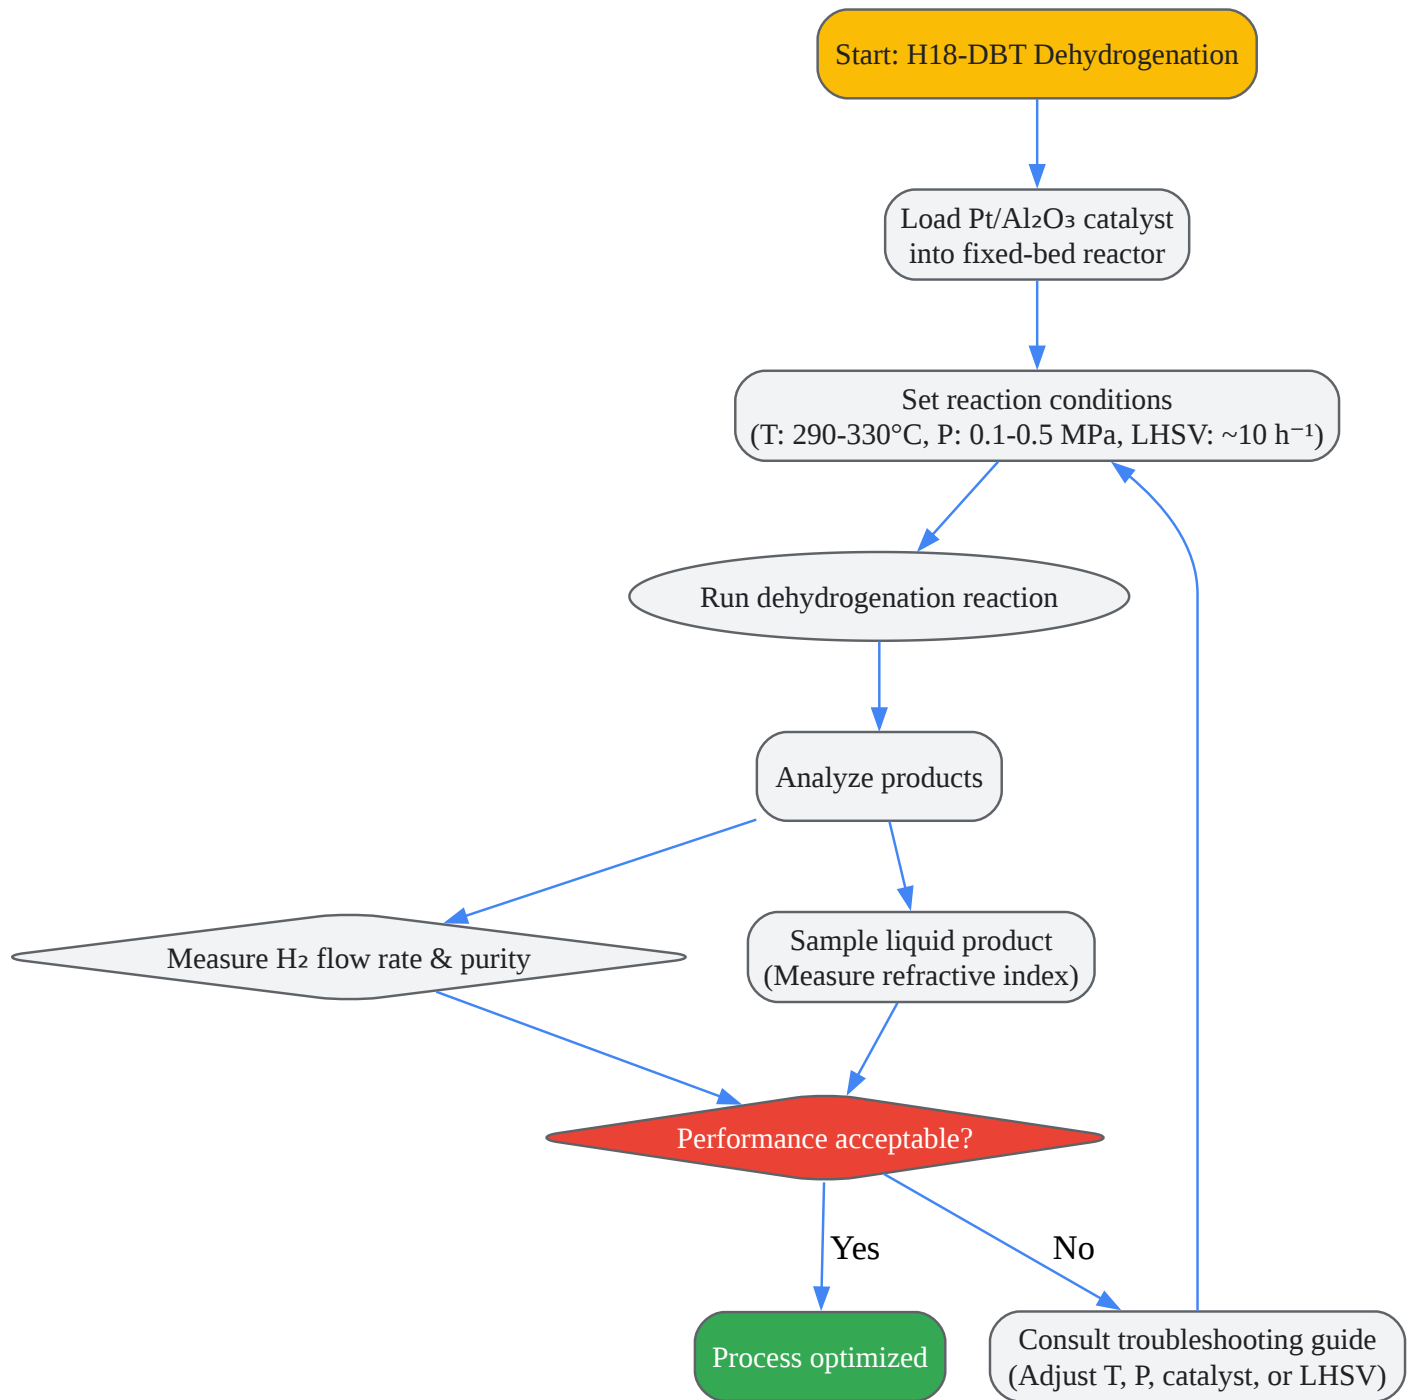 Start: H18-DBT Dehydrogenation
Load Pt/Al₂O₃ catalyst
into fixed-bed reactor
Set reaction conditions
(T: 290-330°C, P: 0.1-0.5 MPa, LHSV: ~10 h⁻¹)
Run dehydrogenation reaction
Analyze products
Measure H₂ flow rate & purity
Sample liquid product
(Measure refractive index)
Performance acceptable?
Yes
No
Process optimized
Consult troubleshooting guide
(Adjust T, P, catalyst, or LHSV)